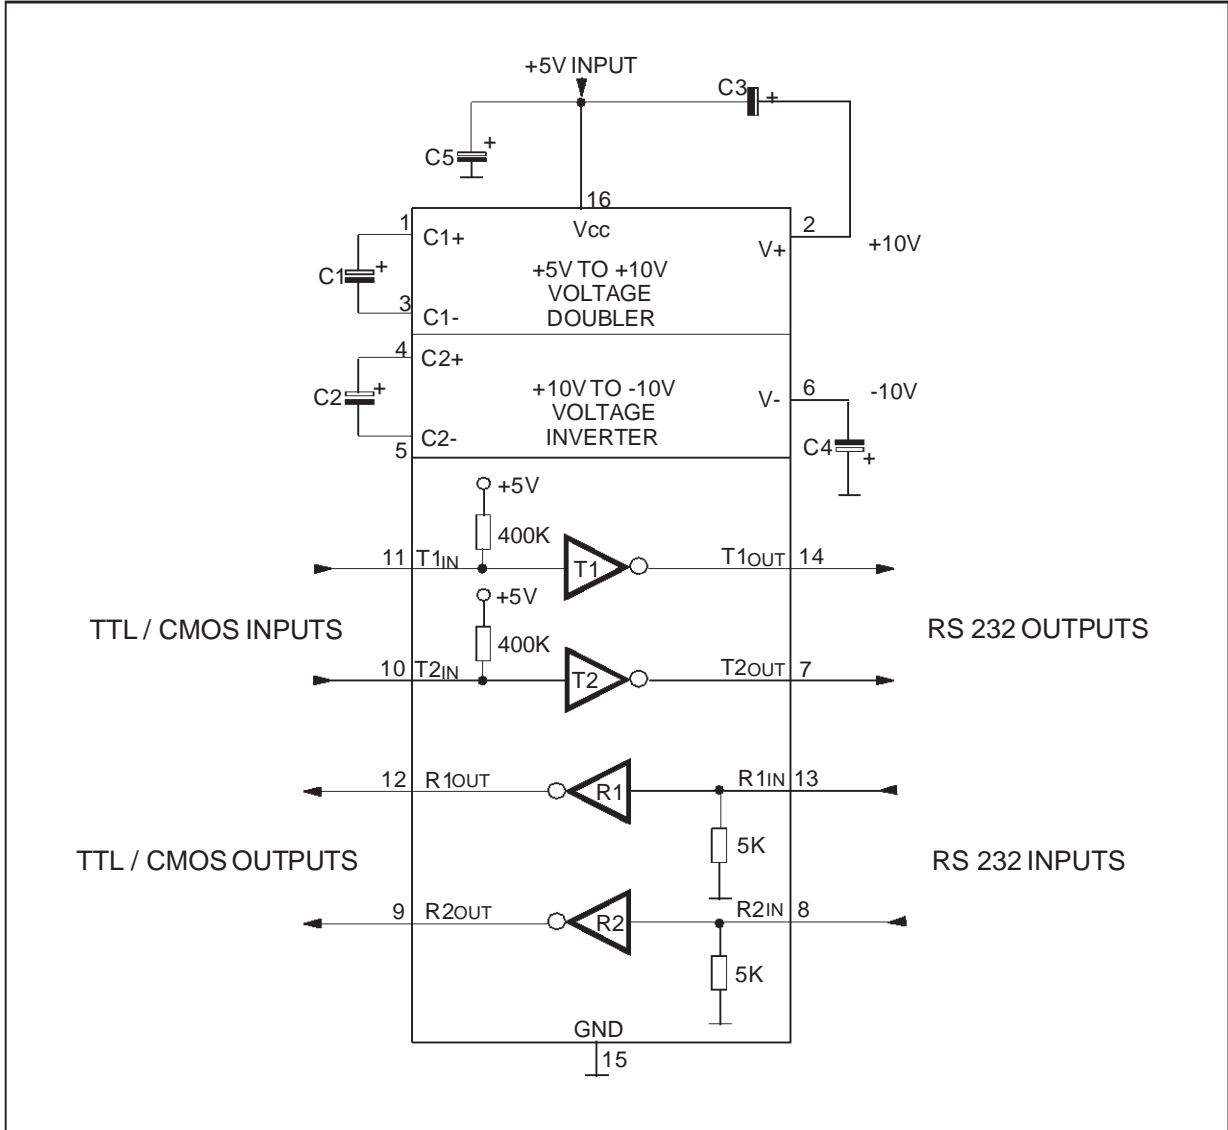 +5V INPUT
C3
+
C5
+
16
1
C1+
Vcc
2
V+
+10V
C1
+
+5V TO +10V
VOLTAGE
DOUBLER
3
C1-
4
C2+
C2
+
+10V TO -10V
VOLTAGE
INVERTER
6
V-
-10V
5
C2-
C4
+
+5V
400K
11
T1IN
T1
T1OUT
14
+5V
TTL / CMOS INPUTS
400K
RS 232 OUTPUTS
10
T2IN
T2
T2OUT
7
12
R1OUT
R1
R1IN
13
5K
TTL / CMOS OUTPUTS
RS 232 INPUTS
9
R2OUT
R2
R2IN
8
5K
GND
15